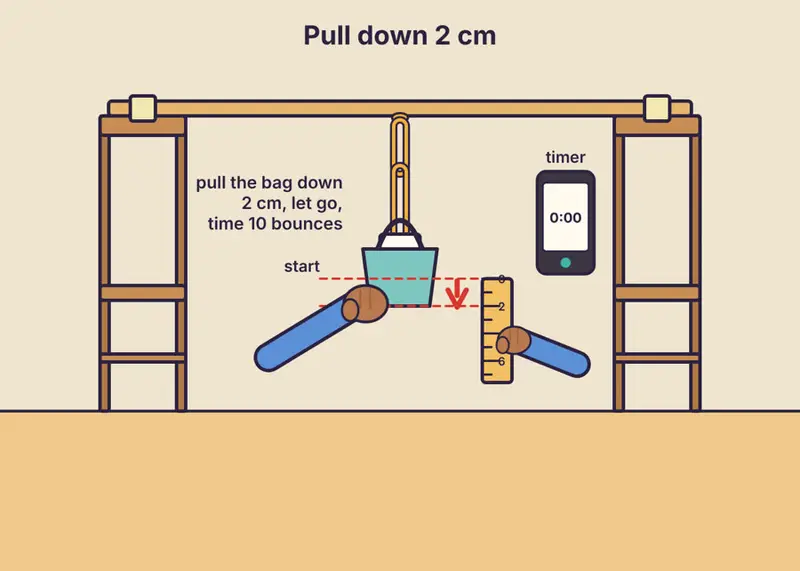 Pull down 2 cm
timer
pull the bag down
2 cm, let go,
time 10 bounces
0:00
start
0
2
6